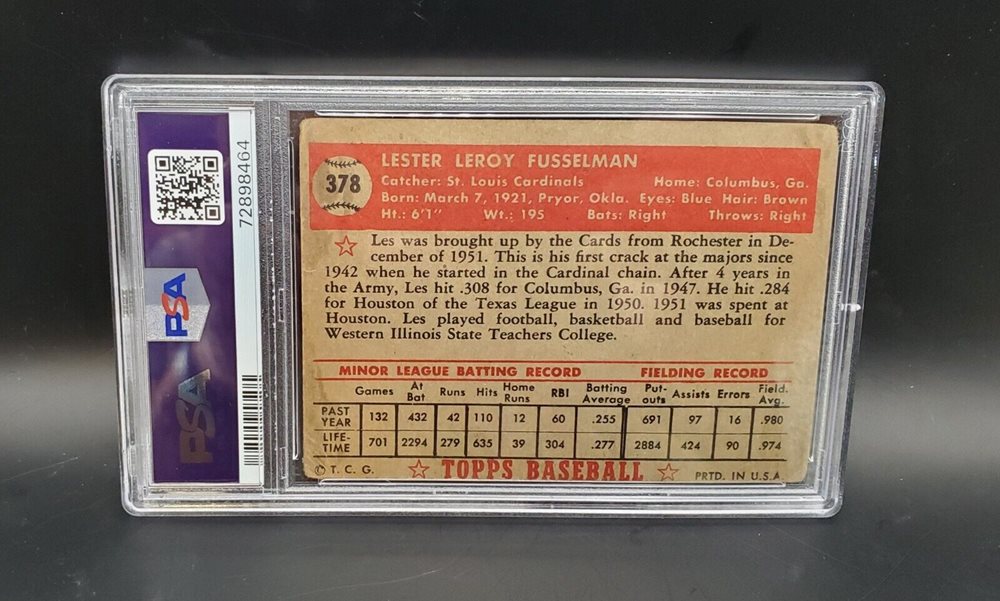 72898464
PSA
PSA
378
LESTER LEROY FUSSELMAN
Catcher: St. Louis Cardinals Home: Columbus, Ga.
Born: March 7, 1921, Pryor, Okla. Eyes: Blue Hair: Brown
Ht.: 6'1" Wt.: 195 Bats: Right Throws: Right
Les was brought up by the Cards from Rochester in De-
cember of 1951. This is his first crack at the majors since
1942 when he started in the Cardinal chain. After 4 years in
the Army, Les hit .308 for Columbus, Ga. in 1947. He hit .284
for Houston of the Texas League in 1950. 1951 was spent at
Houston. Les played football, basketball and baseball for
Western Illinois State Teachers College.
MINOR LEAGUE BATTING RECORD FIELDING RECORD
Games At Bat Runs Hits Home Runs RBI Batting Average Put-outs Assists Errors Field. Avg.
PAST YEAR 132 432 42 110 12 60 .255 691 97 16 .980
LIFE-TIME 701 2294 279 635 39 304 .277 2884 424 90 .974
© T. C. G. ☆ TOPPS BASEBALL ☆ PRTD. IN U.S.A